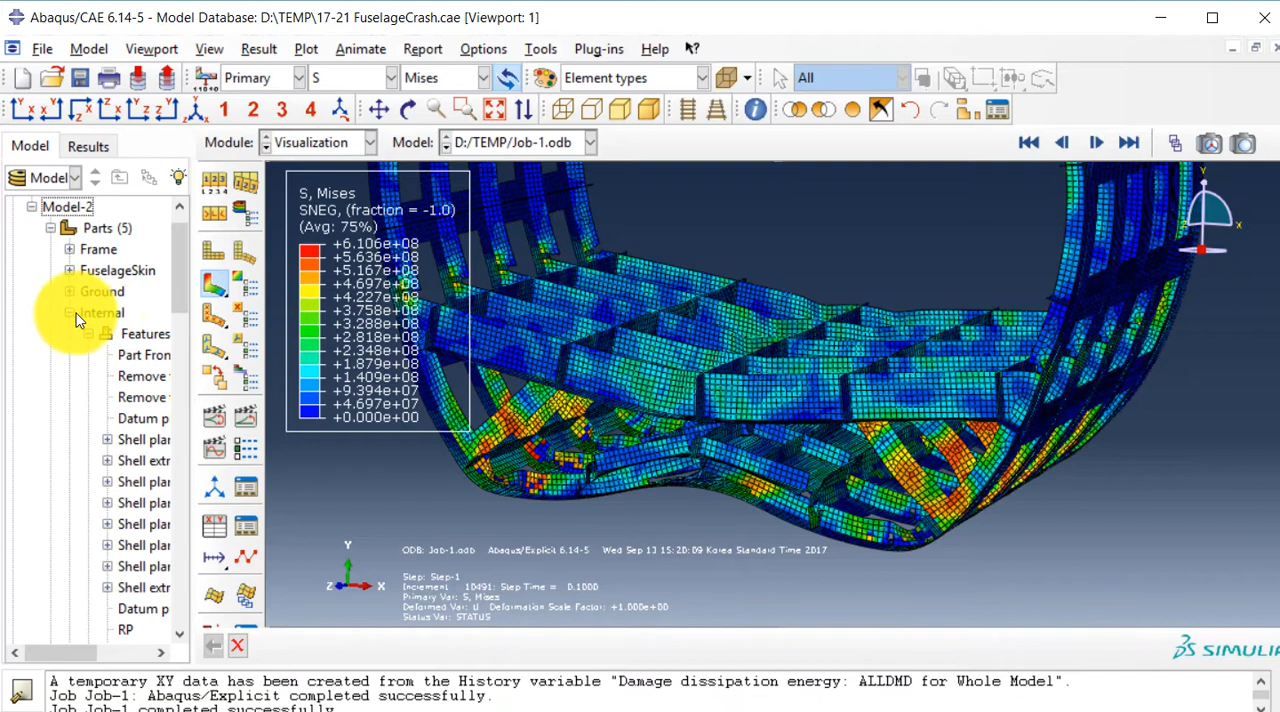 Abaqus/CAE 6.14-5 - Model Database: D:\TEMP\17-21 FuselageCrash.cae [Viewport: 1]
File Model Viewport View Result Plot Animate Report Options Tools Plug-ins Help
Primary S Mises Element types All
1 2 3 4
Model Results Module: Visualization Model: D:/TEMP/Job-1.odb
Model
Model-2
Parts (5)
Frame
FuselageSkin
Ground
Internal
Features
Part Fron
Remove
Remove
Datum p
Shell plan
Shell extr
Shell plan
Shell plan
Shell plan
Shell plan
Shell plan
Shell extr
Datum p
RP
S, Mises
SNEG, (fraction = -1.0)
(Avg: 75%)
+6.106e+08
+5.636e+08
+5.167e+08
+4.697e+08
+4.227e+08
+3.758e+08
+3.288e+08
+2.818e+08
+2.348e+08
+1.879e+08
+1.409e+08
+9.394e+07
+4.697e+07
+0.000e+00
Y
X
Y
Z X
ODB: Job-1.odb Abaqus/Explicit 6.14-5 Wed Sep 13 15:20:09 Korea Standard Time 2017
Step: Step-1
Increment 10491: Step Time = 0.1000
Primary Var: S, Mises
Deformed Var: U Deformation Scale Factor: +1.000e+00
Status Var: STATUS
SIMULIA
A temporary XY data has been created from the History variable "Damage dissipation energy: ALLDMD for Whole Model".
Job Job-1: Abaqus/Explicit completed successfully.
Job Job-1 completed successfully.